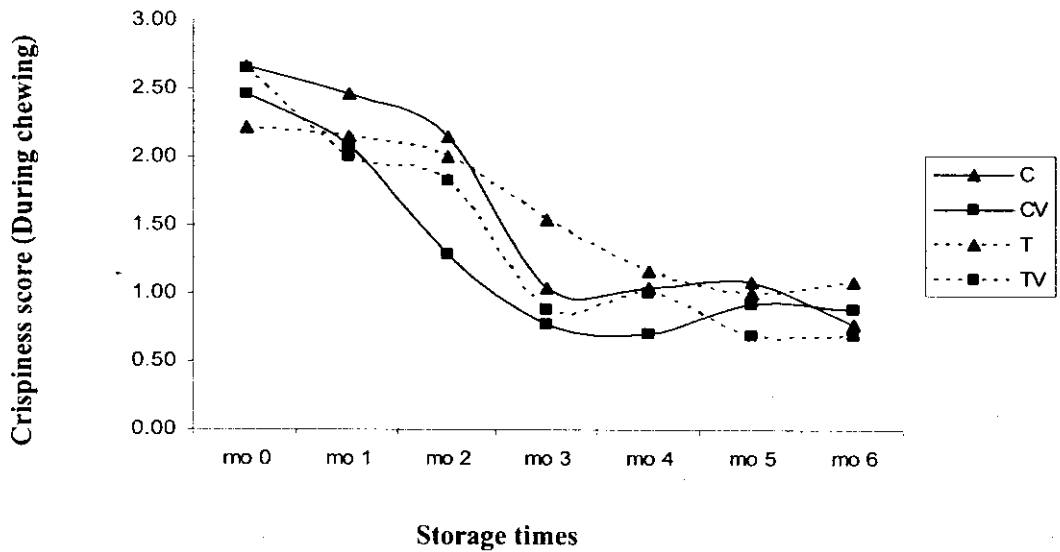 Crispiness score (During chewing)
3.00
2.50
2.00
1.50
1.00
0.50
0.00
mo 0 mo 1 mo 2 mo 3 mo 4 mo 5 mo 6
Storage times
C
CV
T
TV